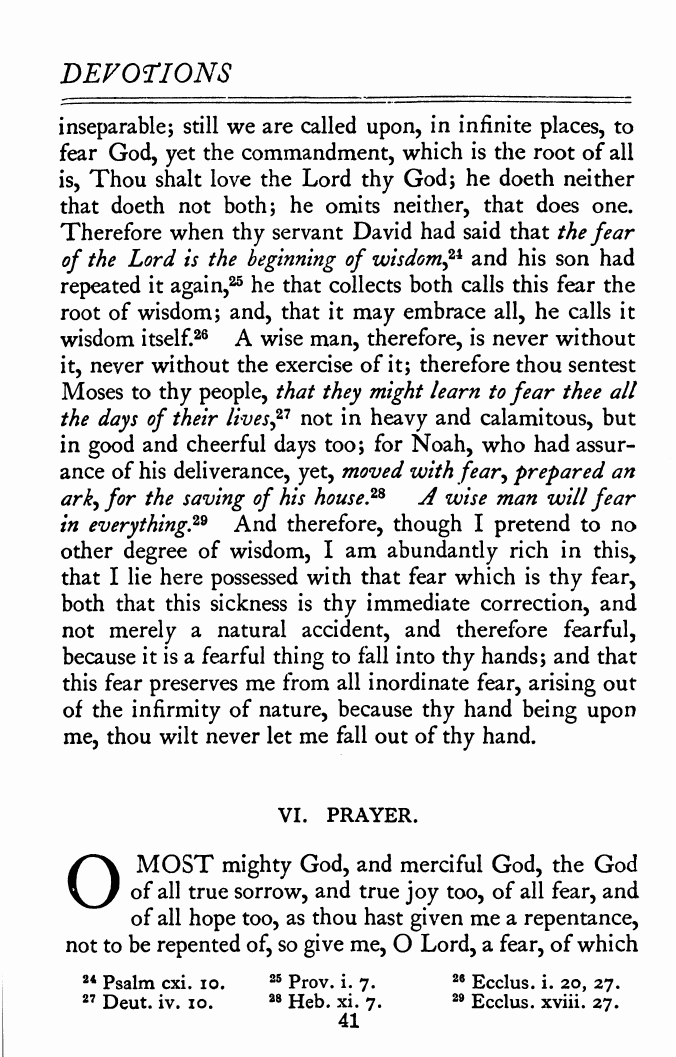 DEVOTIONS
inseparable; still we are called upon, in infinite places, to
fear God, yet the commandment, which is the root of all
is, Thou shalt love the Lord thy God; he doeth neither
that doeth not both; he omits neither, that does one.
Therefore when thy servant David had said that the fear
of the Lord is the beginning of wisdom,²⁴ and his son had
repeated it again,²⁵ he that collects both calls this fear the
root of wisdom; and, that it may embrace all, he calls it
wisdom itself.²⁶ A wise man, therefore, is never without
it, never without the exercise of it; therefore thou sentest
Moses to thy people, that they might learn to fear thee all
the days of their lives,²⁷ not in heavy and calamitous, but
in good and cheerful days too; for Noah, who had assur-
ance of his deliverance, yet, moved with fear, prepared an
ark, for the saving of his house.²⁸ A wise man will fear
in everything.²⁹ And therefore, though I pretend to no
other degree of wisdom, I am abundantly rich in this,
that I lie here possessed with that fear which is thy fear,
both that this sickness is thy immediate correction, and
not merely a natural accident, and therefore fearful,
because it is a fearful thing to fall into thy hands; and that
this fear preserves me from all inordinate fear, arising out
of the infirmity of nature, because thy hand being upon
me, thou wilt never let me fall out of thy hand.
VI. PRAYER.
O MOST mighty God, and merciful God, the God
of all true sorrow, and true joy too, of all fear, and
of all hope too, as thou hast given me a repentance,
not to be repented of, so give me, O Lord, a fear, of which
²⁴ Psalm cxi. 10. ²⁵ Prov. i. 7. ²⁶ Ecclus. i. 20, 27.
²⁷ Deut. iv. 10. ²⁸ Heb. xi. 7. ²⁹ Ecclus. xviii. 27.
41